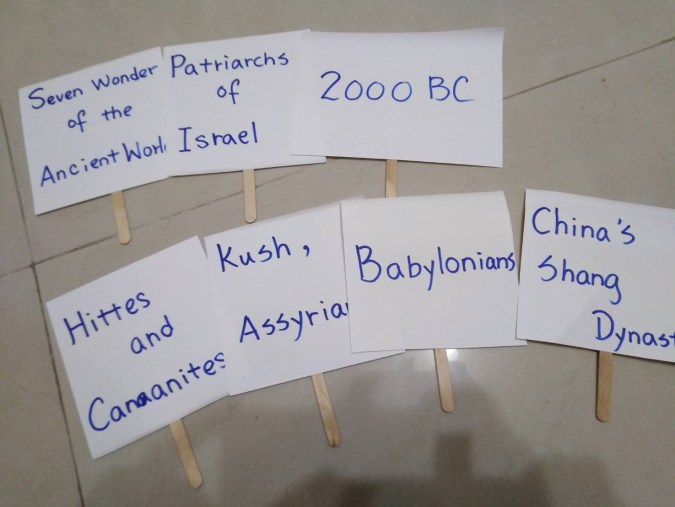 Seven Wonder
of the
Ancient Worl
Patriarchs
of
Israel
2000 BC
Hittes
and
Canaanites
Kush,
Assyria
Babylonians
China's
Shang
Dynast